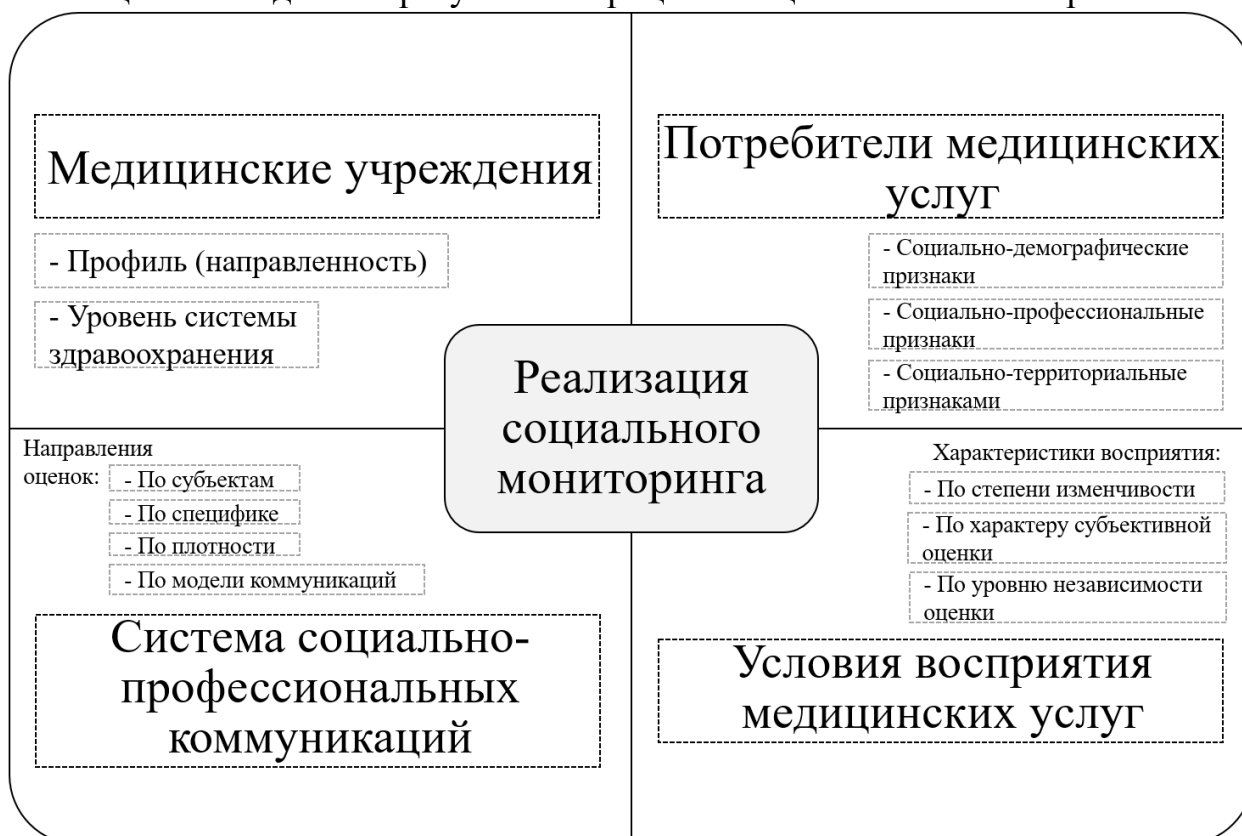 Медицинские учреждения
- Профиль (направленность)
- Уровень системы
здравоохранения
Потребители медицинских
услуг
- Социально-демографические
признаки
- Социально-профессиональные
признаки
- Социально-территориальные
признаками
Реализация
социального
мониторинга
Направления
оценок:
- По субъектам
- По специфике
- По плотности
- По модели коммуникаций
Система социально-
профессиональных
коммуникаций
Характеристики восприятия:
- По степени изменчивости
- По характеру субъективной
оценки
- По уровню независимости
оценки
Условия восприятия
медицинских услуг